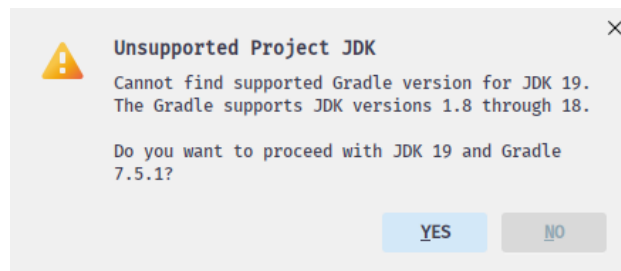 Unsupported Project JDK
Cannot find supported Gradle version for JDK 19.
The Gradle supports JDK versions 1.8 through 18.
Do you want to proceed with JDK 19 and Gradle
7.5.1?
YES NO